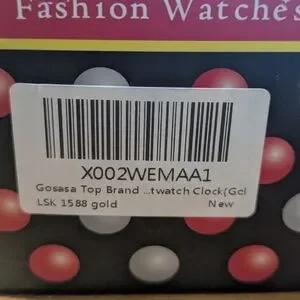 Fashion Watches
X002WEMAA1
Gosasa Top Brand ...twatch Clock(Gol
LSK 1588 gold New